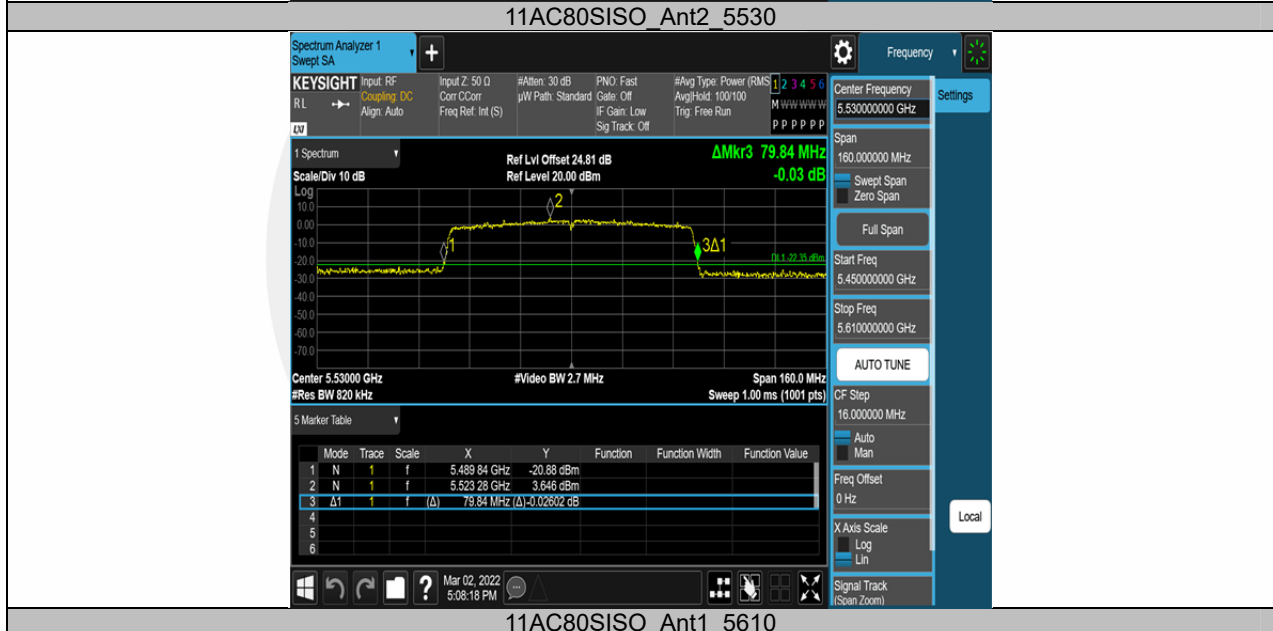 11AC80SISO_Ant2_5530
Spectrum Analyzer 1
Swept SA
+
Frequency
KEYSIGHT
RL
LXI
Input: RF
Coupling: DC
Align: Auto
Input Z: 50 Ω
Corr CCorr
Freq Ref: Int (S)
#Atten: 30 dB
µW Path: Standard
PNO: Fast
Gate: Off
IF Gain: Low
Sig Track: Off
#Avg Type: Power (RMS
Avg|Hold: 100/100
Trig: Free Run
1 2 3 4 5 6
M W W W W W
P P P P P P
Center Frequency
5.530000000 GHz
Settings
Span
160.000000 MHz
Swept Span
Zero Span
Full Span
Start Freq
5.450000000 GHz
Stop Freq
5.610000000 GHz
AUTO TUNE
CF Step
16.000000 MHz
Auto
Man
Freq Offset
0 Hz
X Axis Scale
Log
Lin
Signal Track
(Span Zoom)
Local
1 Spectrum
Scale/Div 10 dB
Ref Lvl Offset 24.81 dB
Ref Level 20.00 dBm
ΔMkr3 79.84 MHz
-0.03 dB
Log
10.0
0.00
-10.0
-20.0
-30.0
-40.0
-50.0
-60.0
-70.0
1
2
3Δ1
DL1 -22.35 dBm
Center 5.53000 GHz
#Res BW 820 kHz
#Video BW 2.7 MHz
Span 160.0 MHz
Sweep 1.00 ms (1001 pts)
5 Marker Table
Mode Trace Scale X Y Function Function Width Function Value
1 N 1 f 5.489 84 GHz -20.88 dBm
2 N 1 f 5.523 28 GHz 3.646 dBm
3 Δ1 1 f (Δ) 79.84 MHz (Δ)-0.02602 dB
4
5
6
?
Mar 02, 2022
5:08:18 PM
11AC80SISO_Ant1_5610